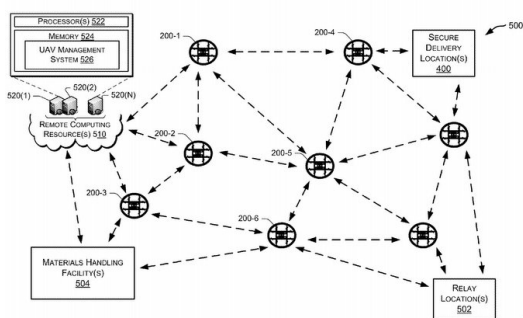 PROCESSOR(S) 522
MEMORY 524
UAV MANAGEMENT
SYSTEM
526
520(1)
520(2)
520(N)
REMOTE COMPUTING
RESOURCE(S) 510
200-1
200-4
SECURE
DELIVERY
LOCATION(S)
400
500
200-2
200-5
200-3
200-6
MATERIALS HANDLING
FACILITY(S)
504
RELAY
LOCATION(S)
502